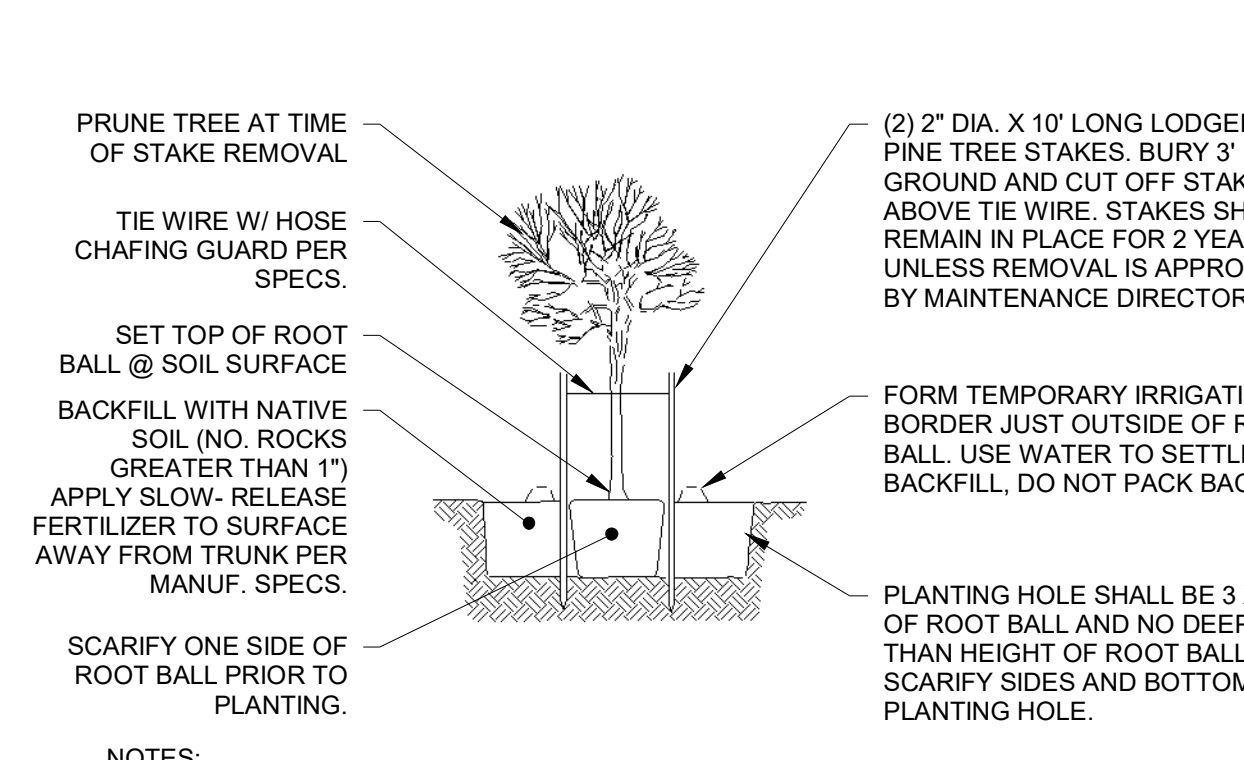 PRUNE TREE AT TIME
OF STAKE REMOVAL
TIE WIRE W/ HOSE
CHAFING GUARD PER
SPECS.
SET TOP OF ROOT
BALL @ SOIL SURFACE
BACKFILL WITH NATIVE
SOIL (NO. ROCKS
GREATER THAN 1")
APPLY SLOW- RELEASE
FERTILIZER TO SURFACE
AWAY FROM TRUNK PER
MANUF. SPECS.
SCARIFY ONE SIDE OF
ROOT BALL PRIOR TO
PLANTING.
(2) 2" DIA. X 10' LONG
PINE TREE STAKES. BURY 3'
GROUND AND CUT OFF
ABOVE TIE WIRE. STAKES
REMAIN IN PLACE FOR 2
UNLESS REMOVAL IS
BY MAINTENANCE DIRECTOR
FORM TEMPORARY
BORDER JUST OUTSIDE OF
BALL. USE WATER TO
BACKFILL, DO NOT PACK
PLANTING HOLE SHALL BE 3
OF ROOT BALL AND NO
THAN HEIGHT OF ROOT BALL
SCARIFY SIDES AND BOTTOM
PLANTING HOLE.
NOTES: